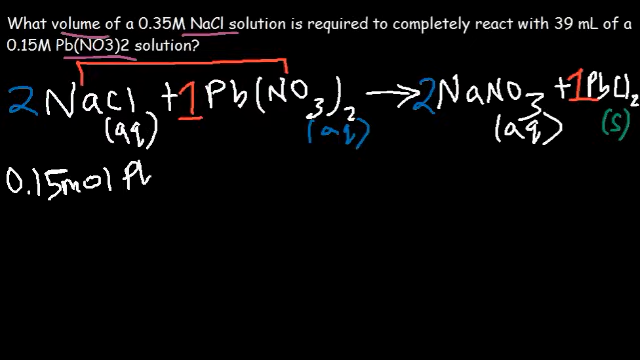 What volume of a 0.35M NaCl solution is required to completely react with 39 mL of a
0.15M Pb(NO3)2 solution?
2NaCl(aq) + 1Pb(NO3)2(aq) → 2NaNO3(aq) + 1PbCl2(s)
0.15mol Pb